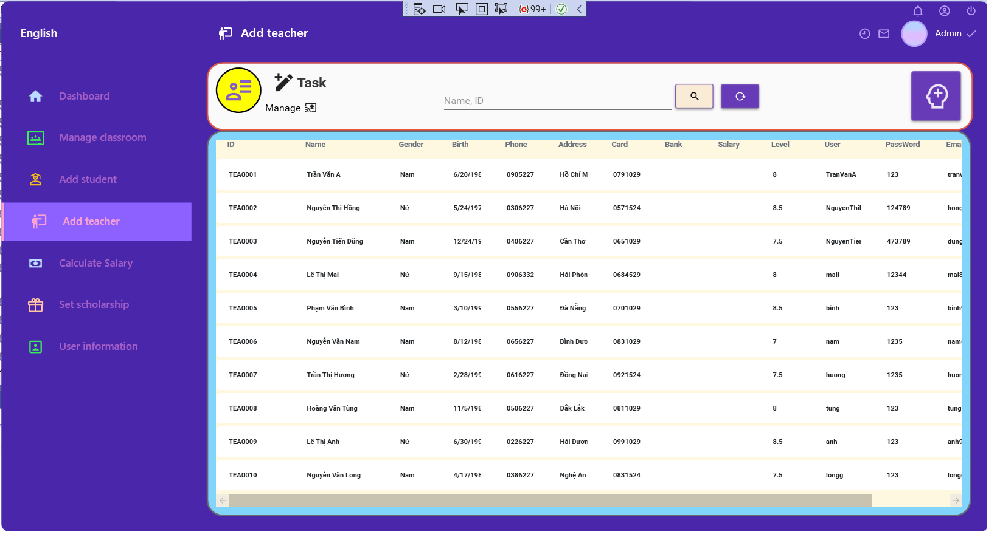 99+
English
Add teacher
Admin
Dashboard
Manage classroom
Add student
Add teacher
Calculate Salary
Set scholarship
User information
Task
Manage
Name, ID
ID Name Gender Birth Phone Address Card Bank Salary Level User PassWord Emai
TEA0001 Trần Văn A Nam 6/20/198 0905227 Hồ Chí M 0791029 8 TranVanA 123 tranv
TEA0002 Nguyễn Thị Hồng Nữ 5/24/197 0306227 Hà Nội 0571524 8.5 NguyenThiH 124789 hong
TEA0003 Nguyễn Tiến Dũng Nam 12/24/19 0406227 Cần Thơ 0651029 7.5 NguyenTier 473789 dung
TEA0004 Lê Thị Mai Nữ 9/15/198 0906332 Hải Phòn 0684529 8 maii 12344 mai8
TEA0005 Phạm Văn Bình Nam 3/10/199 0556227 Đà Nẵng 0701029 8.5 binh 123 binh9
TEA0006 Nguyễn Văn Nam Nam 8/12/198 0656227 Bình Dươ 0831029 7 nam 1235 nam8
TEA0007 Trần Thị Hương Nữ 2/28/199 0616227 Đồng Nai 0921524 7.5 huong 1235 huon
TEA0008 Hoàng Văn Tùng Nam 11/5/198 0506227 Đắk Lắk 0811029 8 tung 123 tung
TEA0009 Lê Thị Anh Nữ 6/30/199 0226227 Hải Dươn 0991029 8.5 anh 123 anh9
TEA0010 Nguyễn Văn Long Nam 4/17/198 0386227 Nghệ An 0831524 7.5 longg 123 long